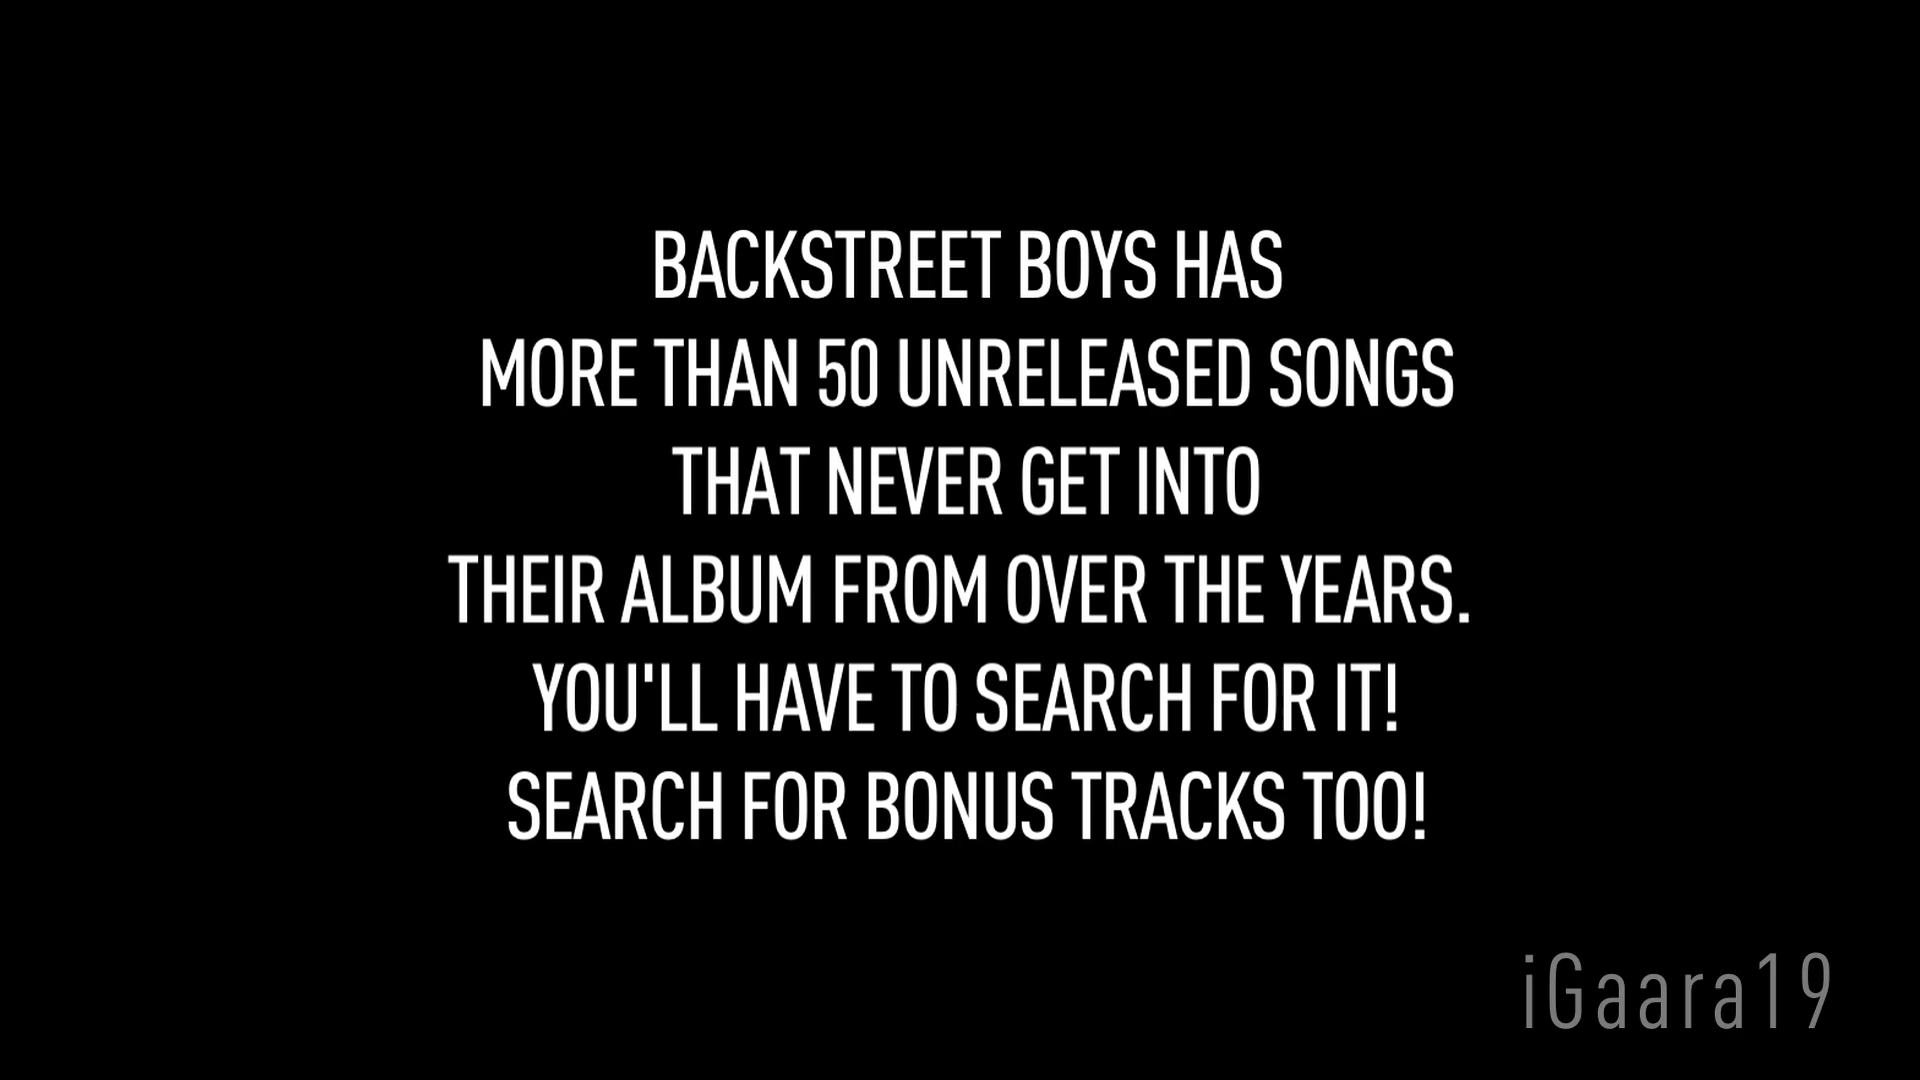 BACKSTREET BOYS HAS
MORE THAN 50 UNRELEASED SONGS
THAT NEVER GET INTO
THEIR ALBUM FROM OVER THE YEARS.
YOU'LL HAVE TO SEARCH FOR IT!
SEARCH FOR BONUS TRACKS TOO!
iGaara19